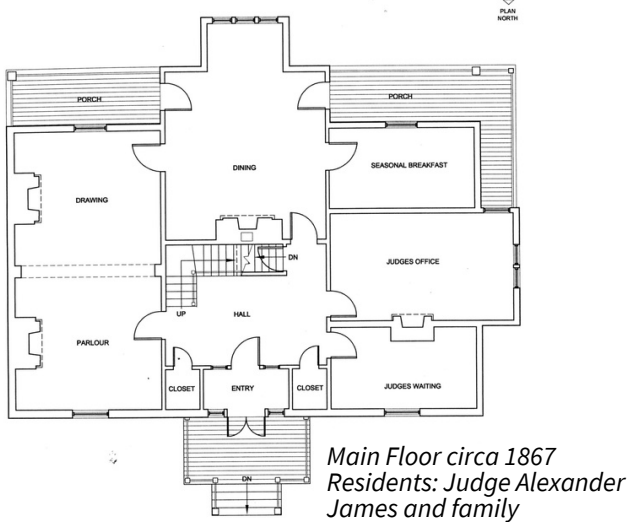 PLAN
NORTH
PORCH
PORCH
DINING
SEASONAL BREAKFAST
DRAWING
DN
JUDGES OFFICE
UP
HALL
PARLOUR
CLOSET
ENTRY
CLOSET
JUDGES WAITING
DN
Main Floor circa 1867
Residents: Judge Alexander
James and family